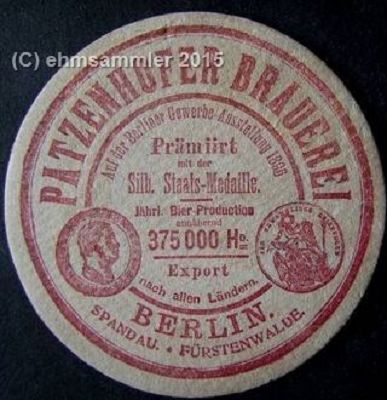 (C) ehmsammler 2015
PATZENHOFER BRAUEREI
Auf der Berliner Gewerbe-Ausstellung 1896
Prämiirt
mit der
Silb. Staats-Medaille.
Jährl. Bier-Production
annähernd
375 000 Ho.
Export
nach allen Ländern.
BERLIN.
SPANDAU. • FÜRSTENWALDE.